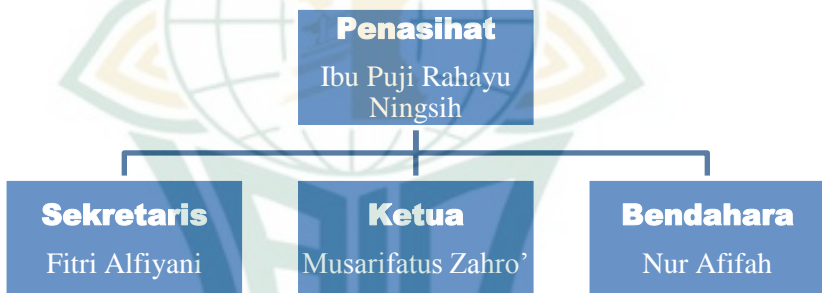 Penasihat
Ibu Puji Rahayu
Ningsih
Sekretaris
Fitri Alfiyani
Ketua
Musarifatus Zahro’
Bendahara
Nur Afifah